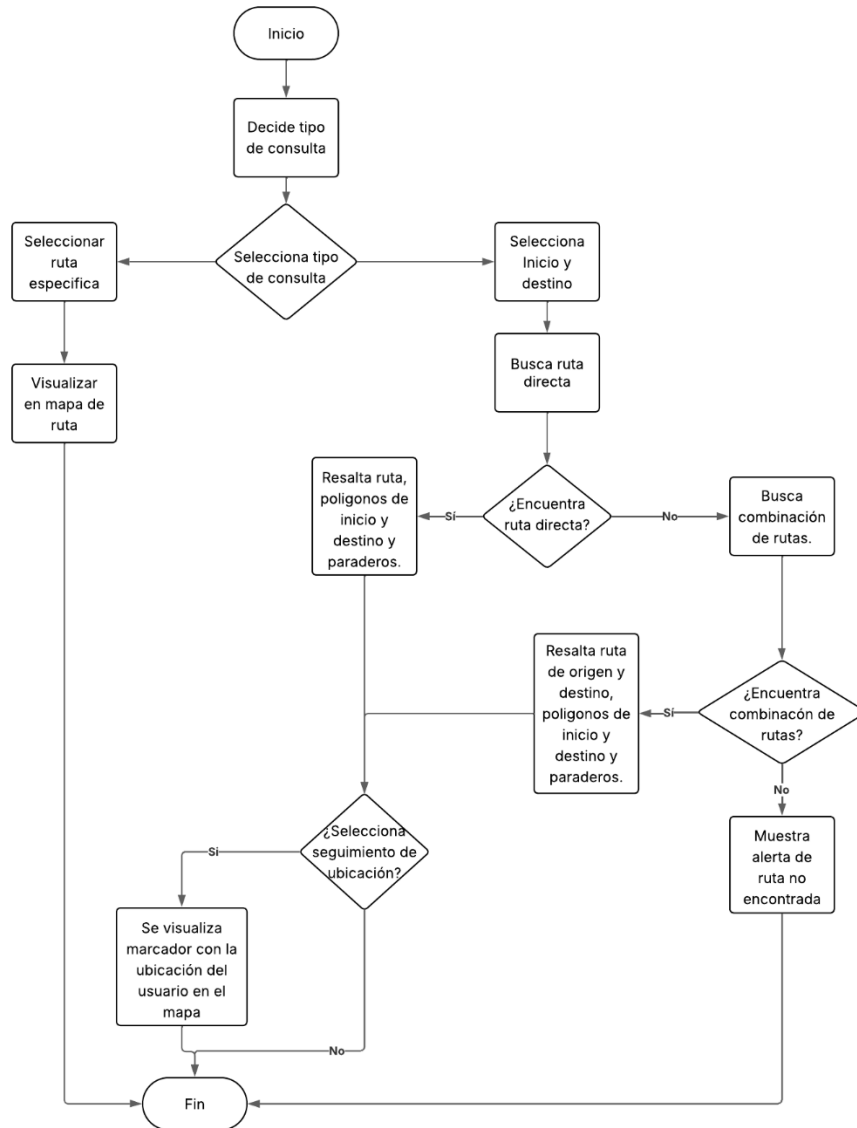 Inicio
Decide tipo
de consulta
Selecciona tipo
de consulta
Seleccionar
ruta
especifica
Selecciona
Inicio y
destino
Visualizar
en mapa de
ruta
Busca ruta
directa
¿Encuentra
ruta directa?
Sí
No
Resalta ruta,
poligonos de
inicio y
destino y
paraderos.
Busca
combinación
de rutas.
¿Encuentra
combinacón de
rutas?
Sí
No
Resalta ruta
de origen y
destino,
poligonos de
inicio y
destino y
paraderos.
Muestra
alerta de
ruta no
encontrada
¿Selecciona
seguimiento de
ubicación?
Si
No
Se visualiza
marcador con la
ubicación del
usuario en el
mapa
Fin